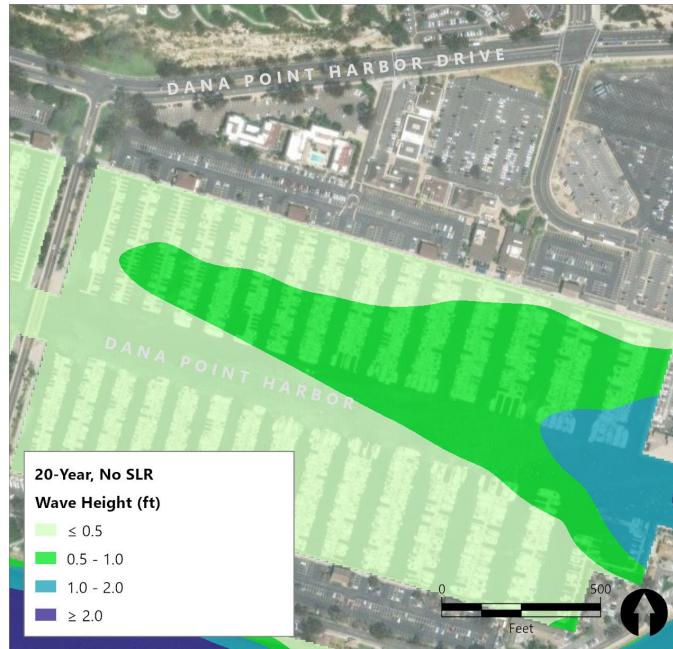 DANA POINT HARBOR DRIVE
DANA POINT HARBOR
20-Year, No SLR
Wave Height (ft)
≤ 0.5
0.5 - 1.0
1.0 - 2.0
≥ 2.0
0 500
Feet